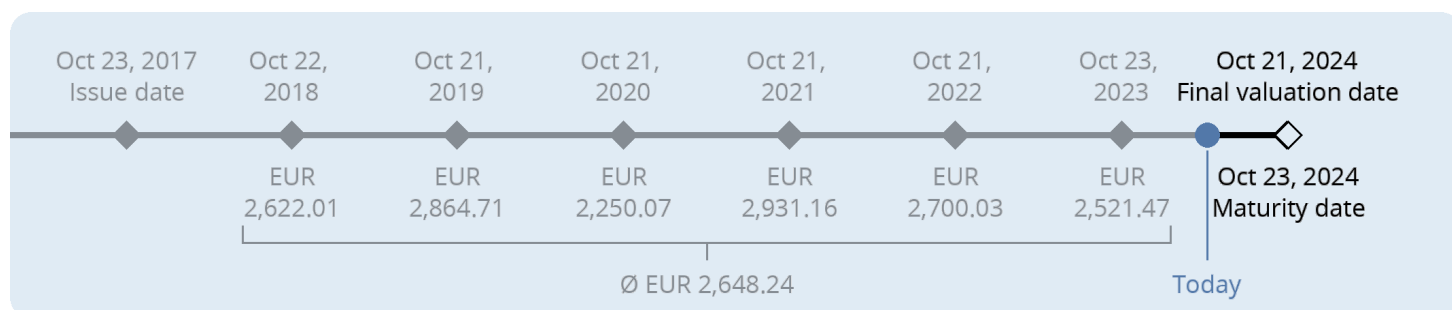 Oct 23, 2017
Issue date
Oct 22,
2018
Oct 21,
2019
Oct 21,
2020
Oct 21,
2021
Oct 21,
2022
Oct 23,
2023
Oct 21, 2024
Final valuation date
EUR
2,622.01
EUR
2,864.71
EUR
2,250.07
EUR
2,931.16
EUR
2,700.03
EUR
2,521.47
Oct 23, 2024
Maturity date
Ø EUR 2,648.24
Today